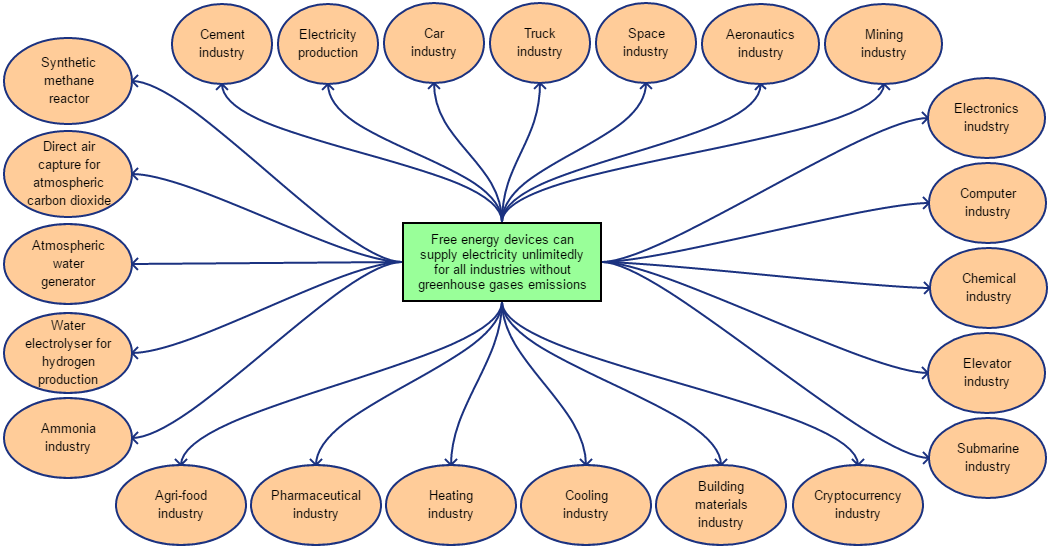 Cement
industry
Electricity
production
Car
industry
Truck
industry
Space
industry
Aeronautics
industry
Mining
industry
Synthetic
methane
reactor
Direct air
capture for
atmospheric
carbon dioxide
Atmospheric
water
generator
Water
electrolyser for
hydrogen
production
Ammonia
industry
Free energy devices can
supply electricity unlimitedly
for all industries without
greenhouse gases emissions
Electronics
inudstry
Computer
industry
Chemical
industry
Elevator
industry
Submarine
industry
Agri-food
industry
Pharmaceutical
industry
Heating
industry
Cooling
industry
Building
materials
industry
Cryptocurrency
industry